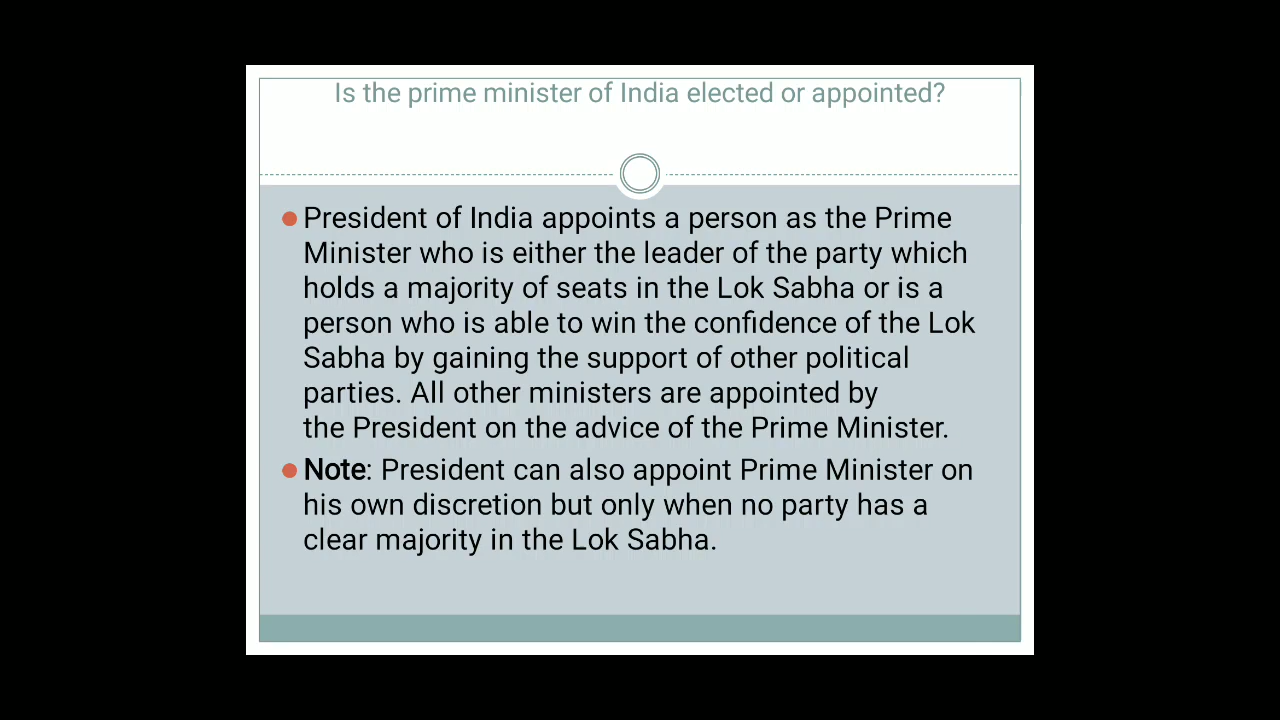 Is the prime minister of India elected or appointed?
●President of India appoints a person as the Prime
Minister who is either the leader of the party which
holds a majority of seats in the Lok Sabha or is a
person who is able to win the confidence of the Lok
Sabha by gaining the support of other political
parties. All other ministers are appointed by
the President on the advice of the Prime Minister.
●Note: President can also appoint Prime Minister on
his own discretion but only when no party has a
clear majority in the Lok Sabha.